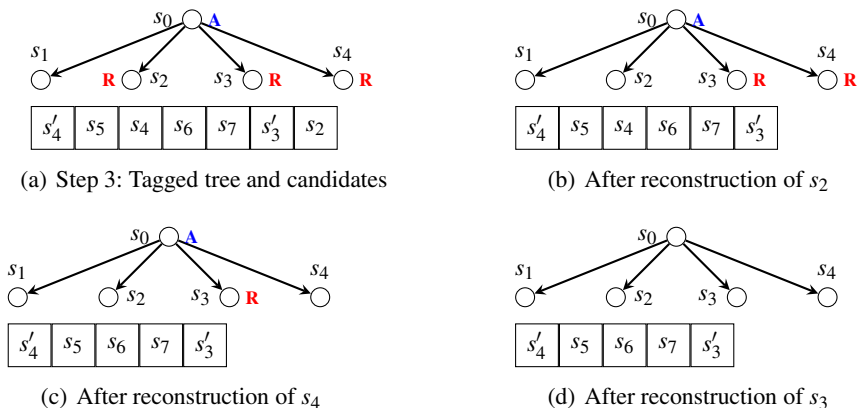 s₀ A
s₁ s₄
R s₂ s₃ R R
s′₄ s₅ s₄ s₆ s₇ s′₃ s₂
(a) Step 3: Tagged tree and candidates
s₀ A
s₁ s₄
s₂ s₃ R R
s′₄ s₅ s₄ s₆ s₇ s′₃
(b) After reconstruction of s₂
s₀ A
s₁ s₄
s₂ s₃ R
s′₄ s₅ s₆ s₇ s′₃
(c) After reconstruction of s₄
s₀
s₁ s₄
s₂ s₃
s′₄ s₅ s₆ s₇ s′₃
(d) After reconstruction of s₃